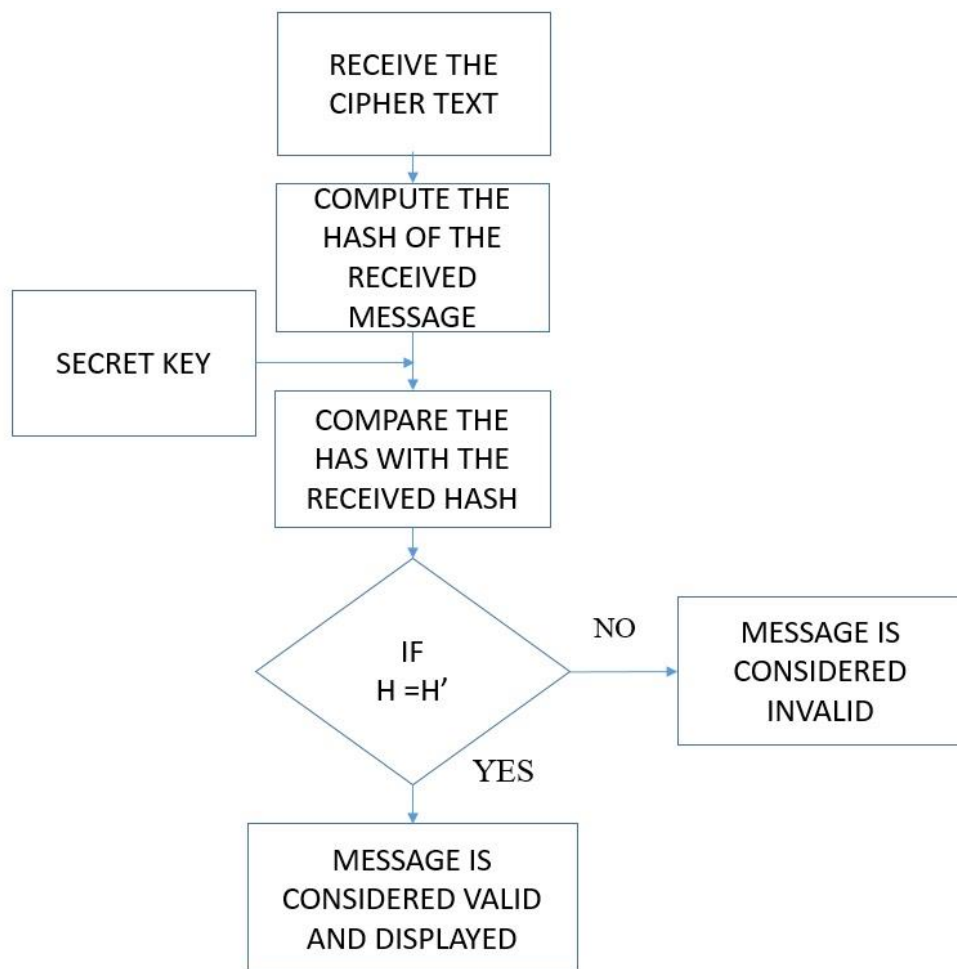 RECEIVE THE
CIPHER TEXT
COMPUTE THE
HASH OF THE
RECEIVED
MESSAGE
SECRET KEY
COMPARE THE
HAS WITH THE
RECEIVED HASH
IF
H =H’
NO
MESSAGE IS
CONSIDERED
INVALID
YES
MESSAGE IS
CONSIDERED VALID
AND DISPLAYED